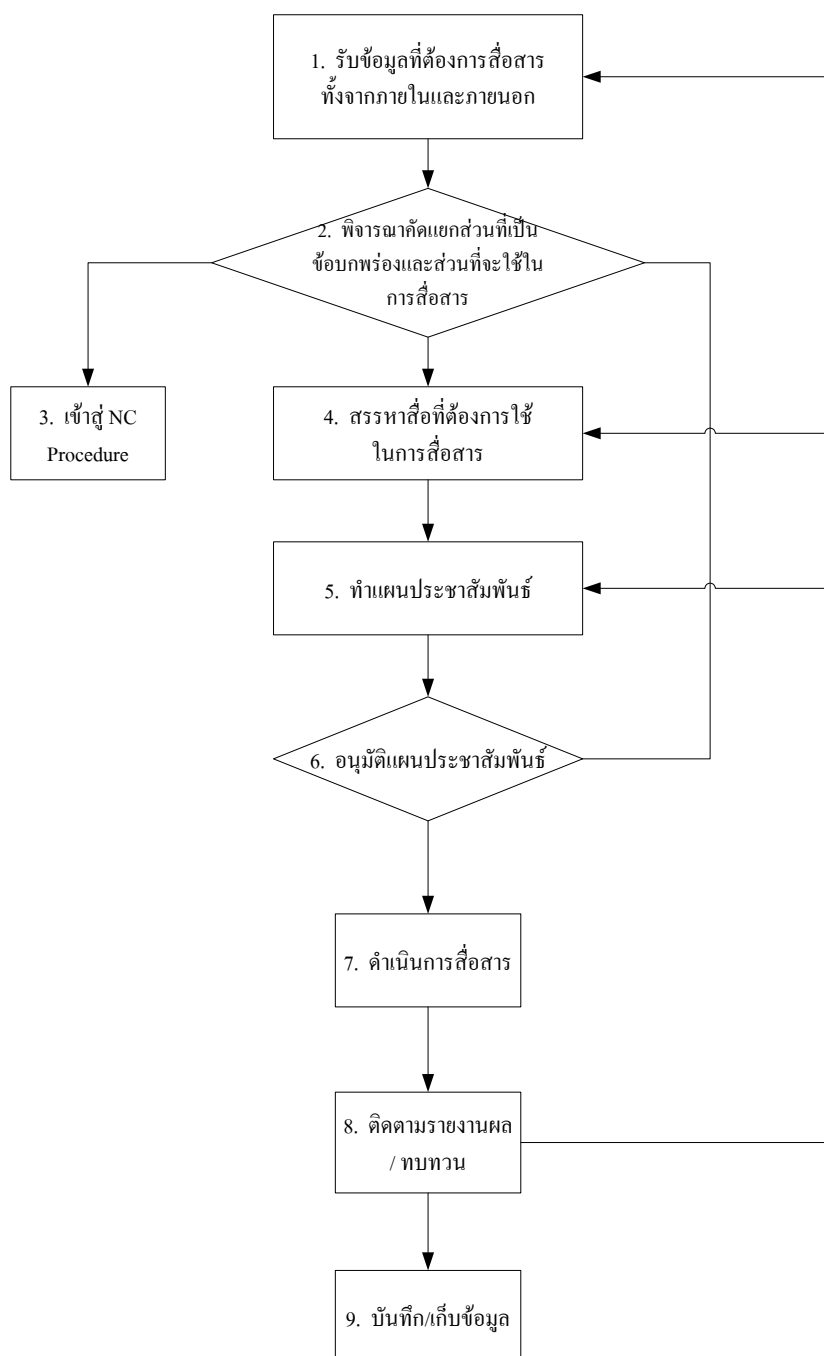 1. รับข้อมูลที่ต้องการสื่อสาร
ทั้งจากภายในและภายนอก
2. พิจารณาคัดแยกส่วนที่เป็น
ข้อบกพร่องและส่วนที่จะใช้ใน
การสื่อสาร
3. เข้าสู่ NC
Procedure
4. สรรหาสื่อที่ต้องการใช้
ในการสื่อสาร
5. ทำแผนประชาสัมพันธ์
6. อนุมัติแผนประชาสัมพันธ์
7. ดำเนินการสื่อสาร
8. ติดตามรายงานผล
/ ทบทวน
9. บันทึก/เก็บข้อมูล